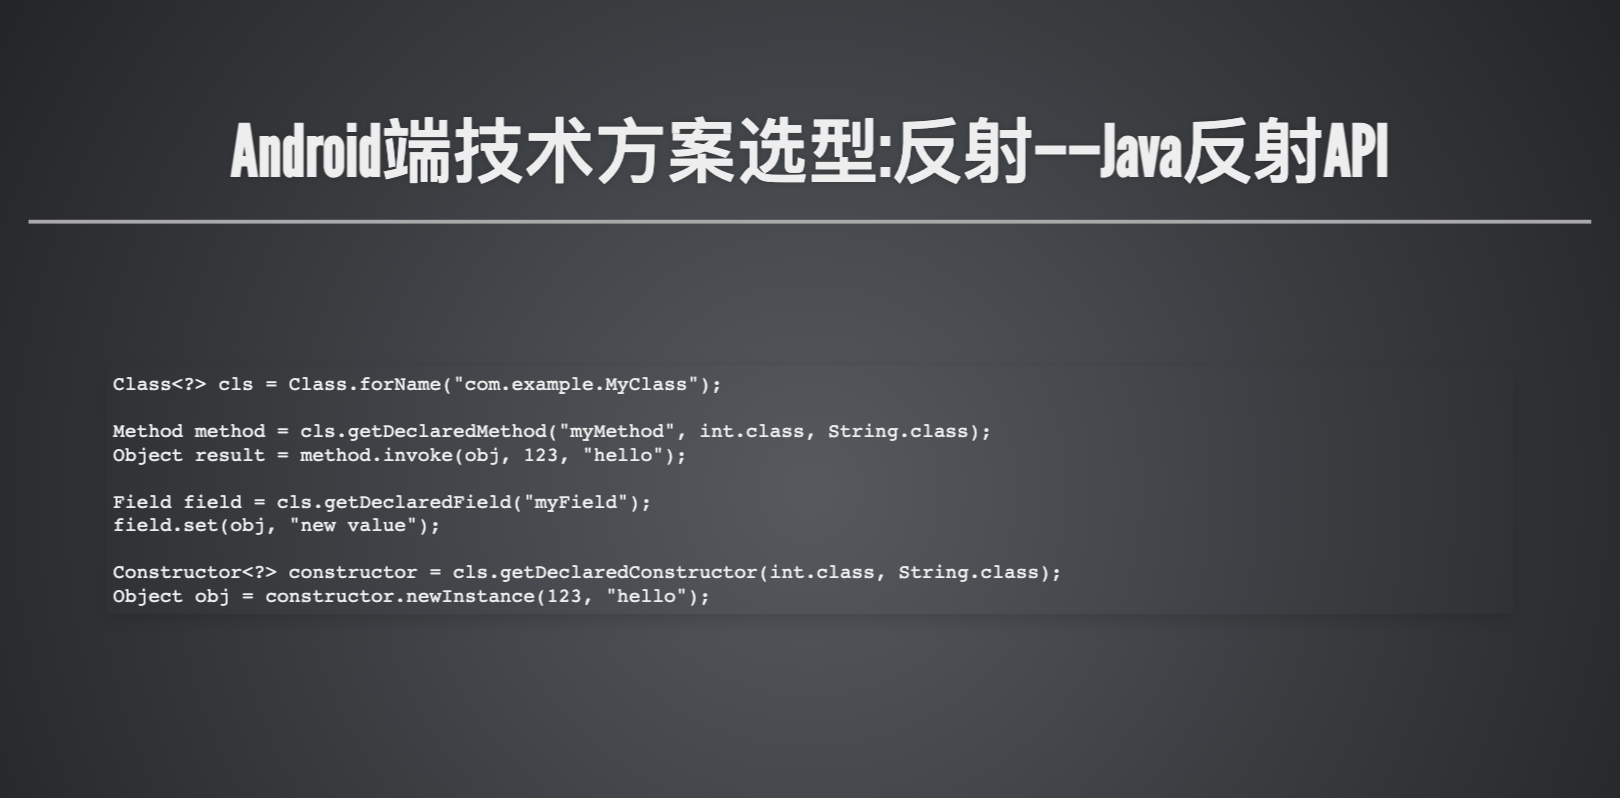 Android端技术方案选型:反射--Java反射API
Class<?> cls = Class.forName("com.example.MyClass");
Method method = cls.getDeclaredMethod("myMethod", int.class, String.class);
Object result = method.invoke(obj, 123, "hello");
Field field = cls.getDeclaredField("myField");
field.set(obj, "new value");
Constructor<?> constructor = cls.getDeclaredConstructor(int.class, String.class);
Object obj = constructor.newInstance(123, "hello");